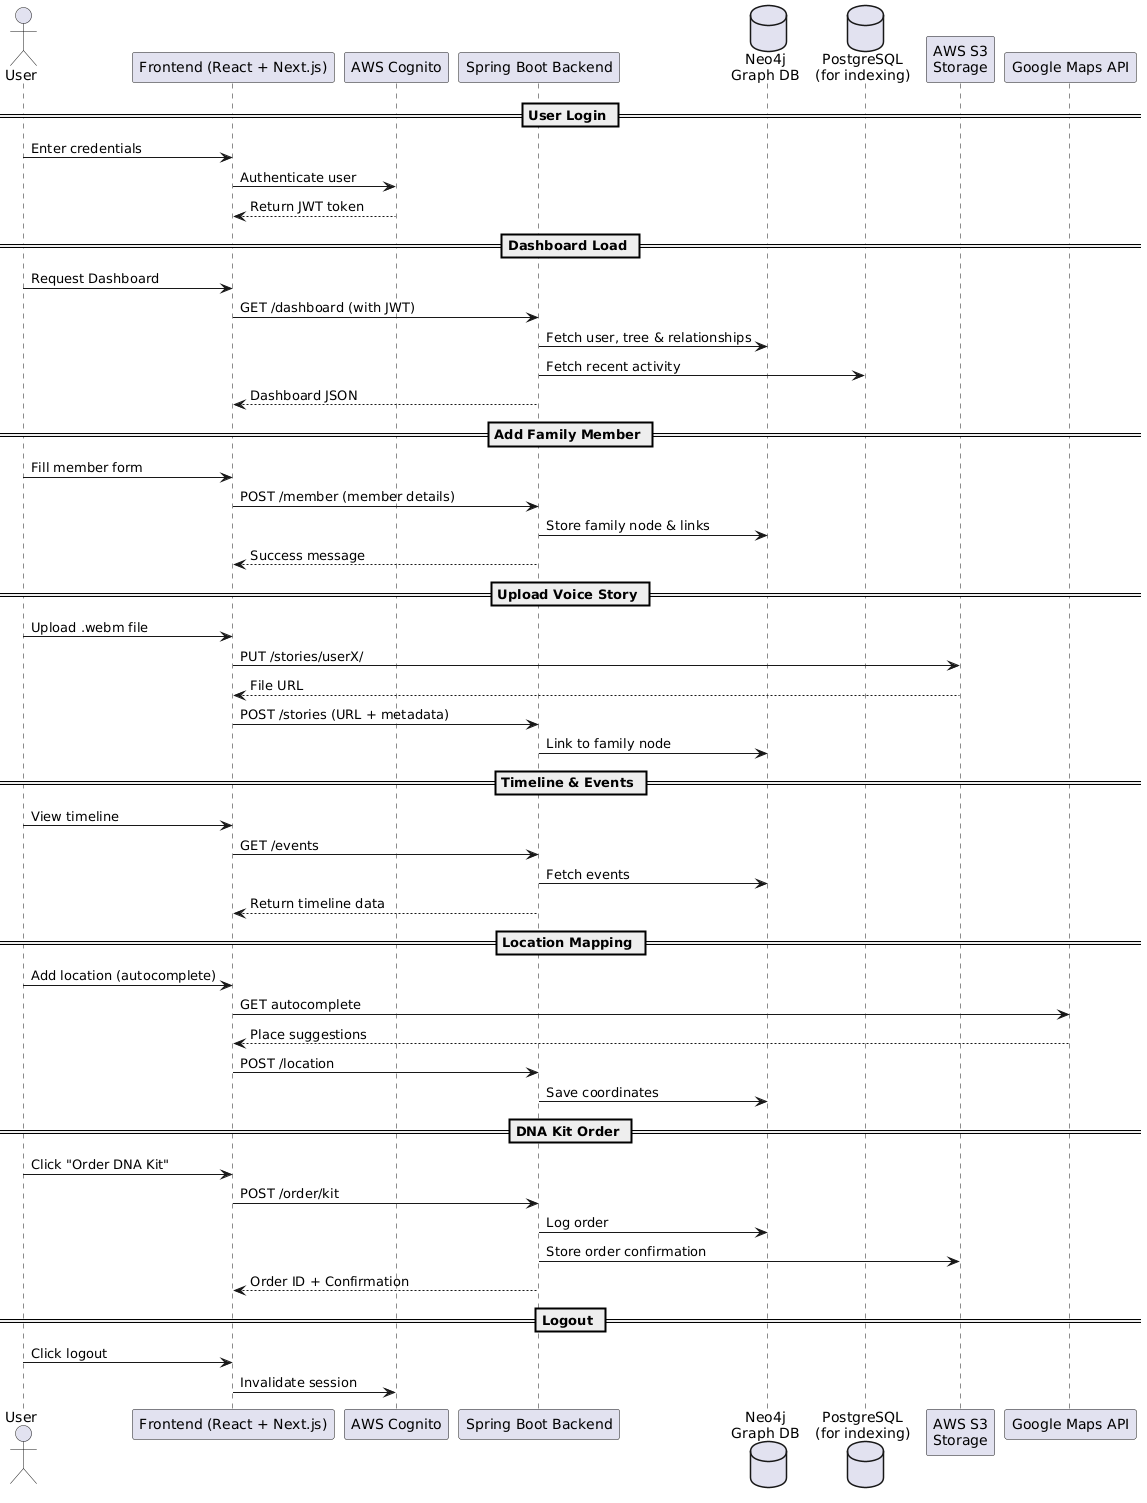 User
Frontend (React + Next.js)
AWS Cognito
Spring Boot Backend
Neo4j
Graph DB
PostgreSQL
(for indexing)
AWS S3
Storage
Google Maps API
User Login
Enter credentials
Authenticate user
Return JWT token
Dashboard Load
Request Dashboard
GET /dashboard (with JWT)
Fetch user, tree & relationships
Fetch recent activity
Dashboard JSON
Add Family Member
Fill member form
POST /member (member details)
Store family node & links
Success message
Upload Voice Story
Upload .webm file
PUT /stories/userX/
File URL
POST /stories (URL + metadata)
Link to family node
Timeline & Events
View timeline
GET /events
Fetch events
Return timeline data
Location Mapping
Add location (autocomplete)
GET autocomplete
Place suggestions
POST /location
Save coordinates
DNA Kit Order
Click "Order DNA Kit"
POST /order/kit
Log order
Store order confirmation
Order ID + Confirmation
Logout
Click logout
Invalidate session
User
Frontend (React + Next.js)
AWS Cognito
Spring Boot Backend
Neo4j
Graph DB
PostgreSQL
(for indexing)
AWS S3
Storage
Google Maps API